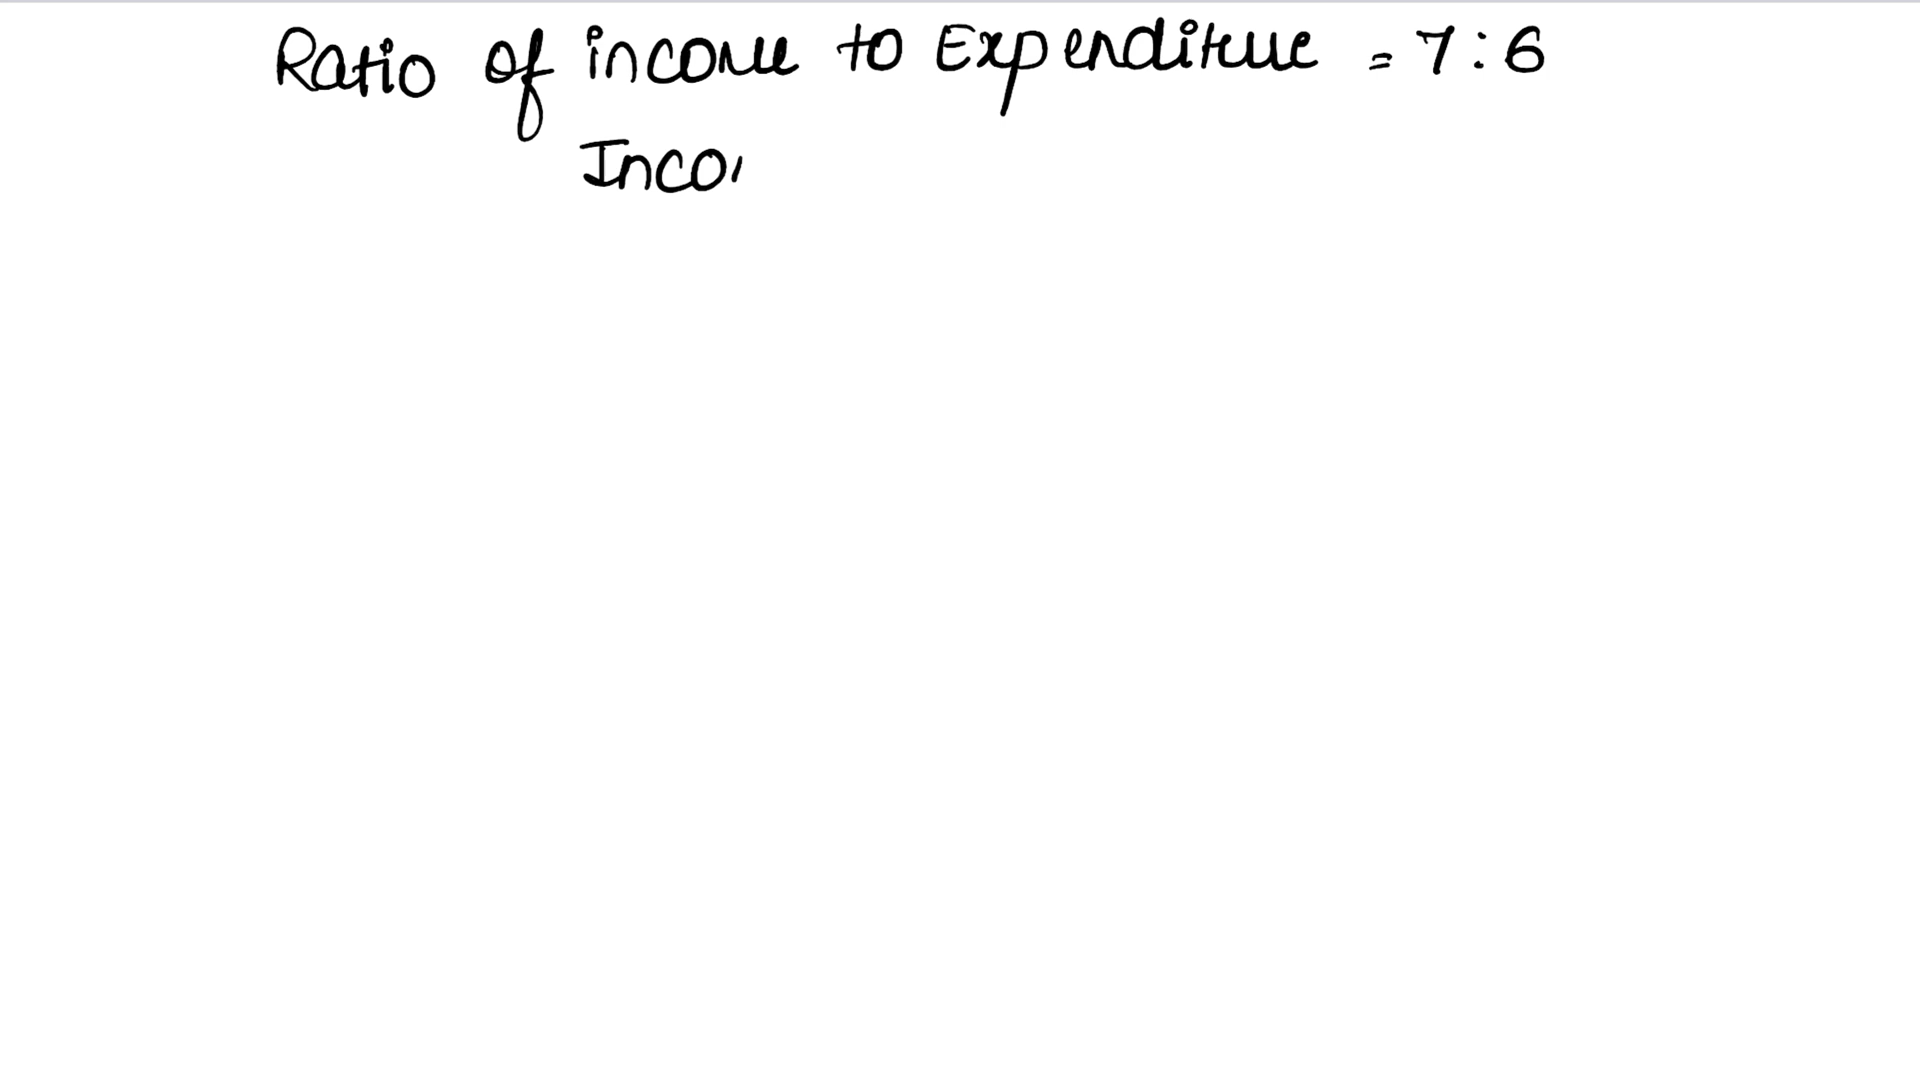 Ratio of income to Expenditure = 7:6
Inco